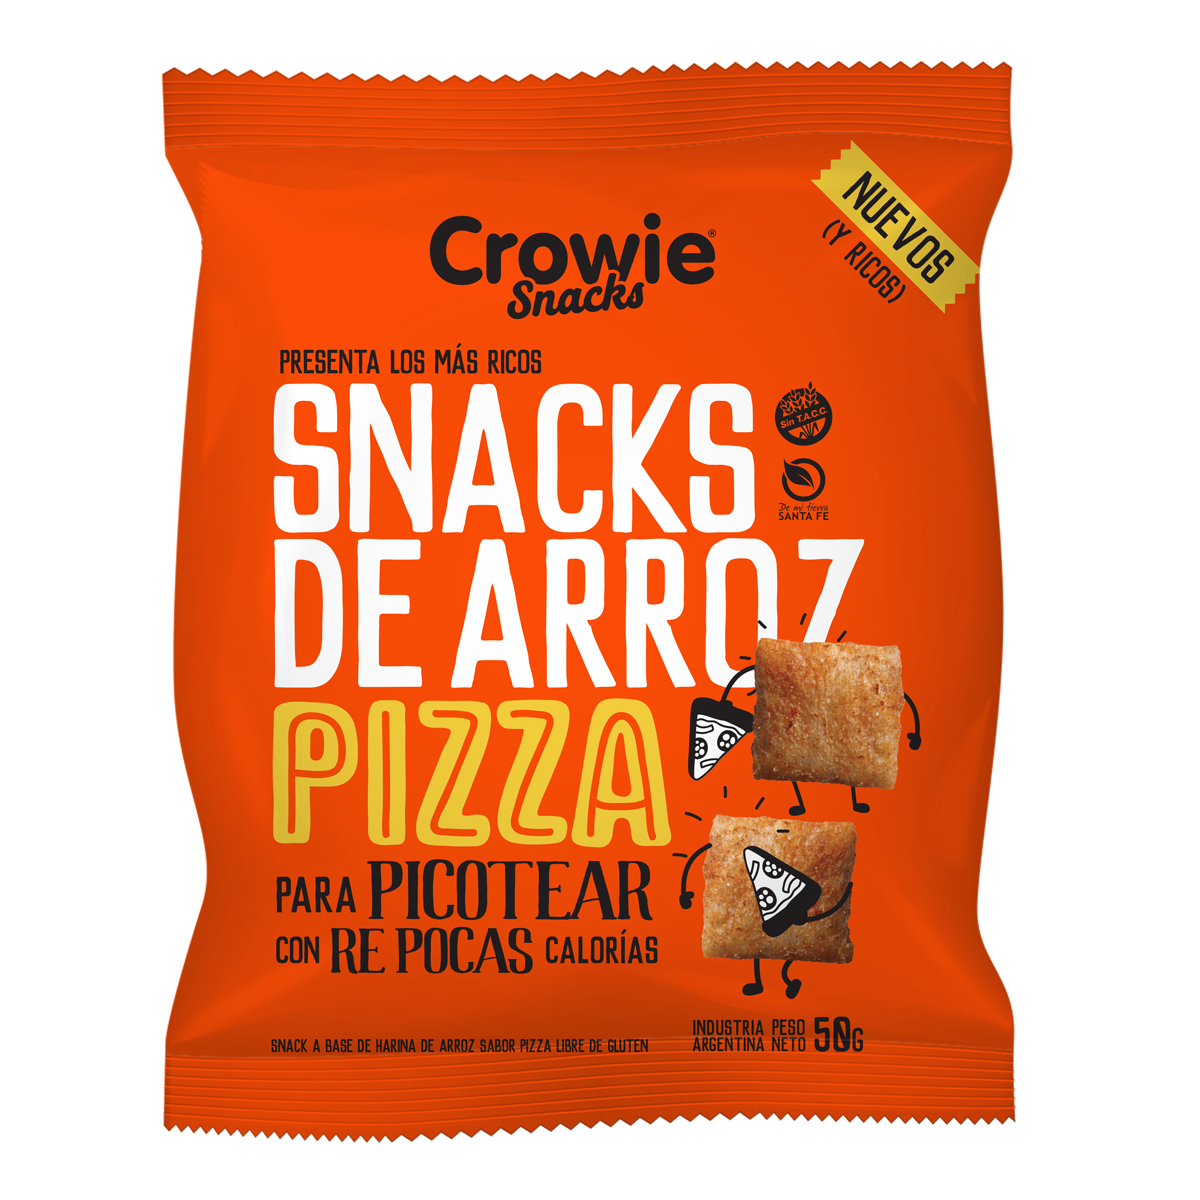 Crowie®
Snacks
NUEVOS
(Y RICOS)
PRESENTA LOS MÁS RICOS
SNACKS
DE ARROZ
PIZZA
Sin T.A.C.C.
De mi tierra
SANTA FE
PARA PICOTEAR
CON RE POCAS CALORÍAS
SNACK A BASE DE HARINA DE ARROZ SABOR PIZZA LIBRE DE GLUTEN
INDUSTRIA ARGENTINA
PESO NETO 50G